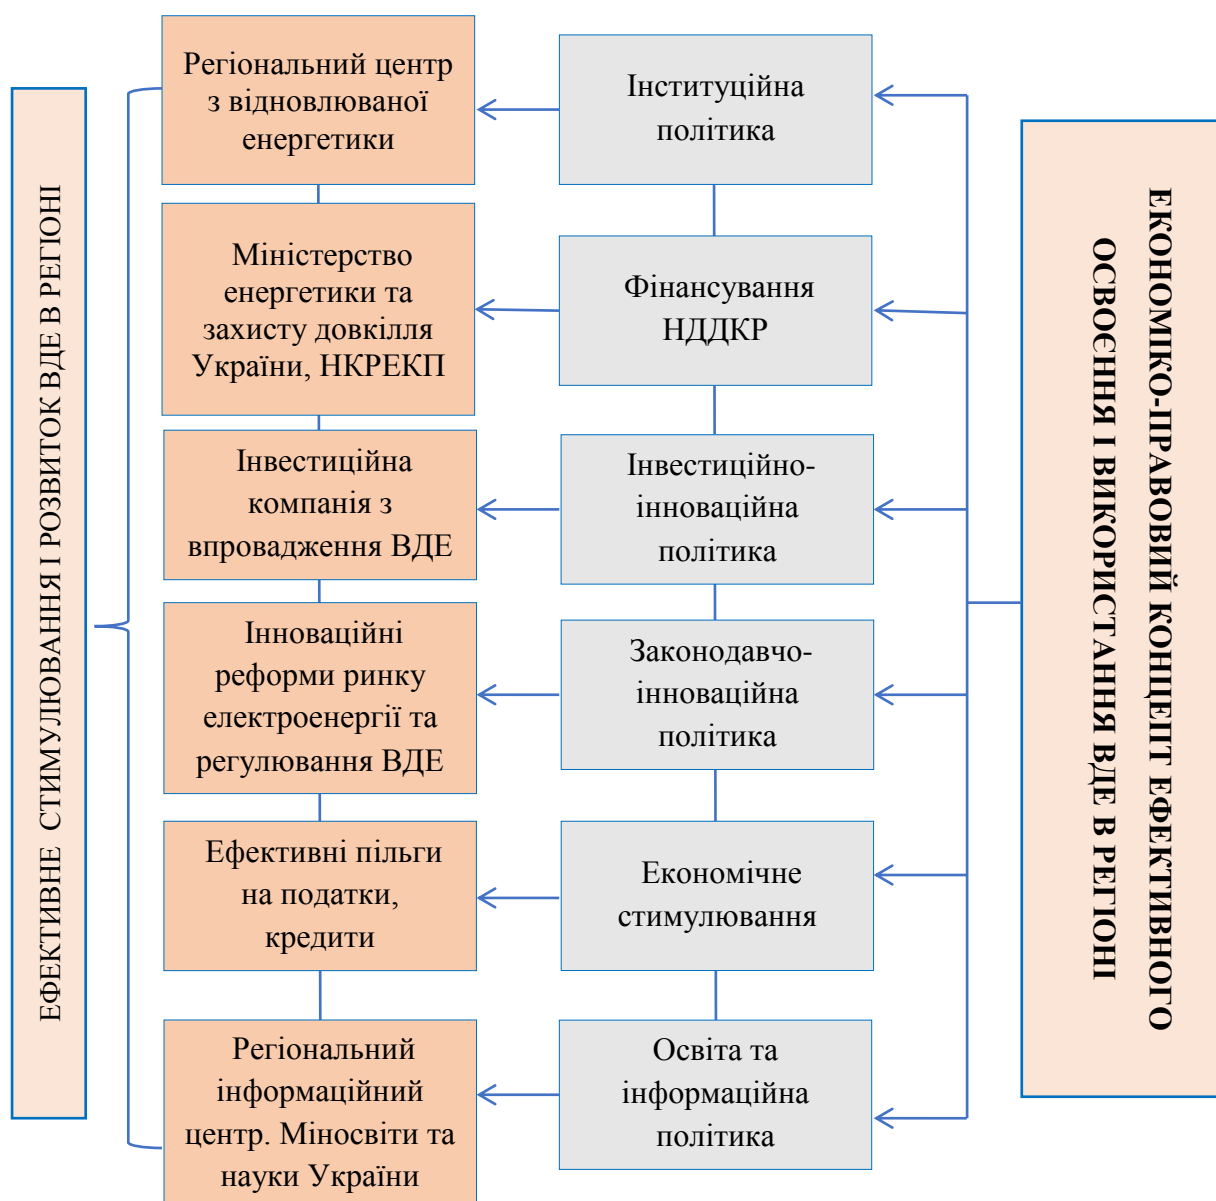 ЕФЕКТИВНЕ СТИМУЛЮВАННЯ І РОЗВИТОК ВДЕ В РЕГІОНІ
Регіональний центр
з відновлюваної
енергетики
Міністерство
енергетики та
захисту довкілля
України, НКРЕКП
Інвестиційна
компанія з
впровадження ВДЕ
Інноваційні
реформи ринку
електроенергії та
регулювання ВДЕ
Ефективні пільги
на податки,
кредити
Регіональний
інформаційний
центр. Міносвіти та
науки України
Інституційна
політика
Фінансування
НДДКР
Інвестиційно-
інноваційна
політика
Законодавчо-
інноваційна
політика
Економічне
стимулювання
Освіта та
інформаційна
політика
ЕКОНОМІКО-ПРАВОВИЙ КОНЦЕПТ ЕФЕКТИВНОГО
ОСВОЄННЯ І ВИКОРИСТАННЯ ВДЕ В РЕГІОНІ